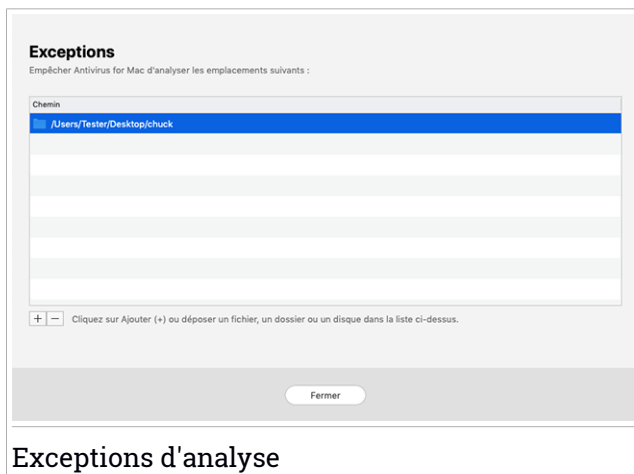 Exceptions
Empêcher Antivirus for Mac d'analyser les emplacements suivants :
Chemin
/Users/Tester/Desktop/chuck
+ − Cliquez sur Ajouter (+) ou déposer un fichier, un dossier ou un disque dans la liste ci-dessus.
Fermer
Exceptions d'analyse